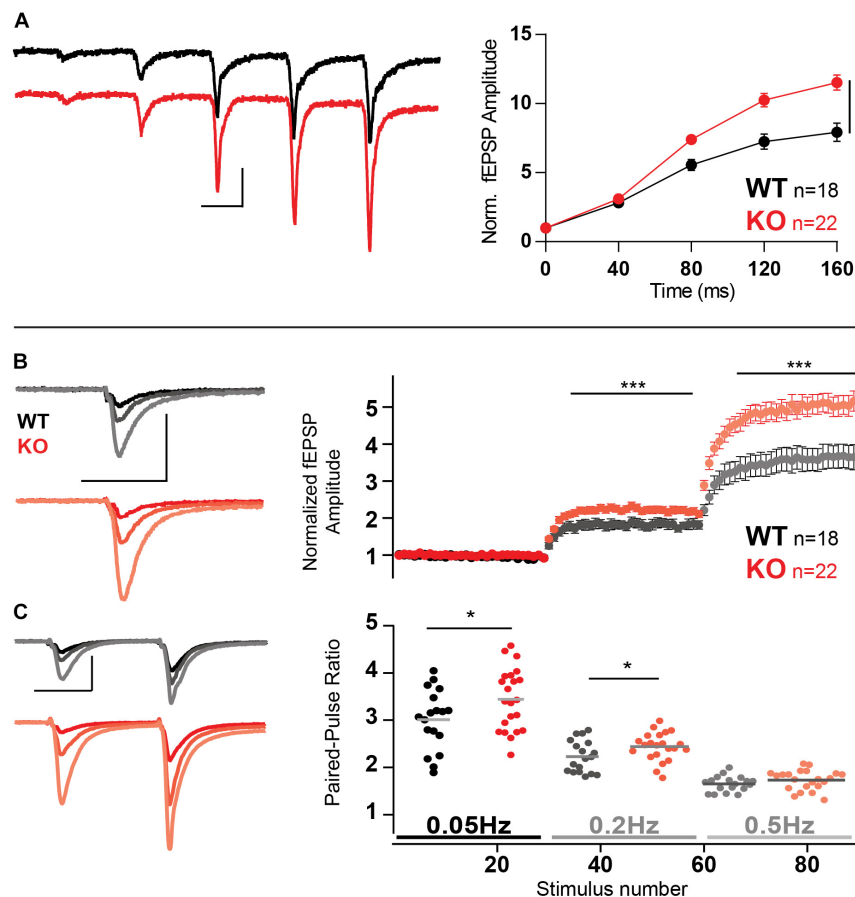 A
Norm. fEPSP Amplitude
15
10
5
0
WT n=18
KO n=22
0 40 80 120 160
Time (ms)
B
WT
KO
Normalized fEPSP
Amplitude
5
4
3
2
1
***
***
WT n=18
KO n=22
C
Paired-Pulse Ratio
5
4
3
2
1
*
*
0.05Hz 0.2Hz 0.5Hz
20 40 60 80
Stimulus number